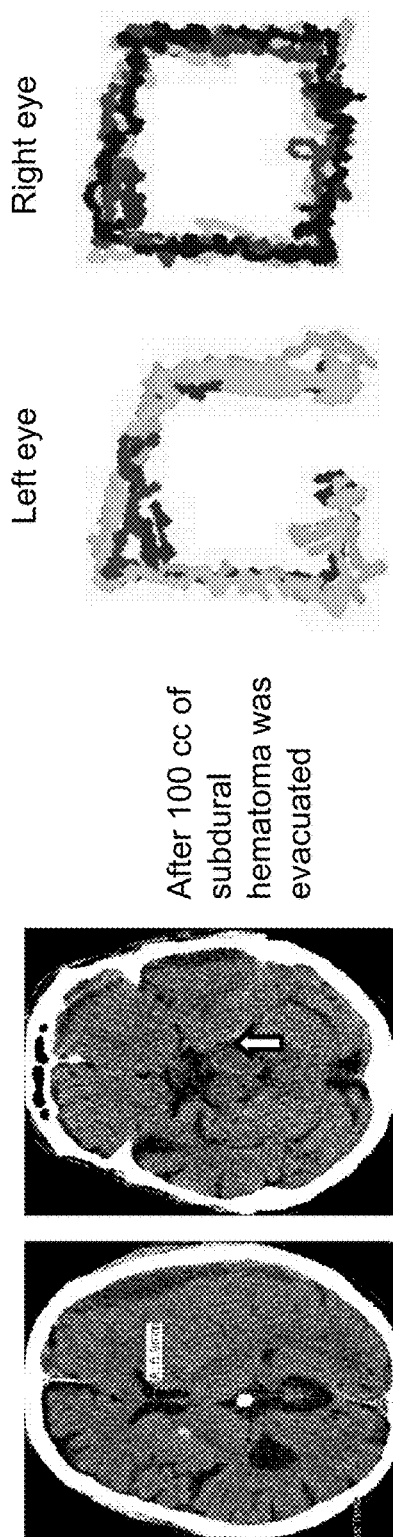 After 100 cc of
subdural
hematoma was
evacuated
Left eye
Right eye